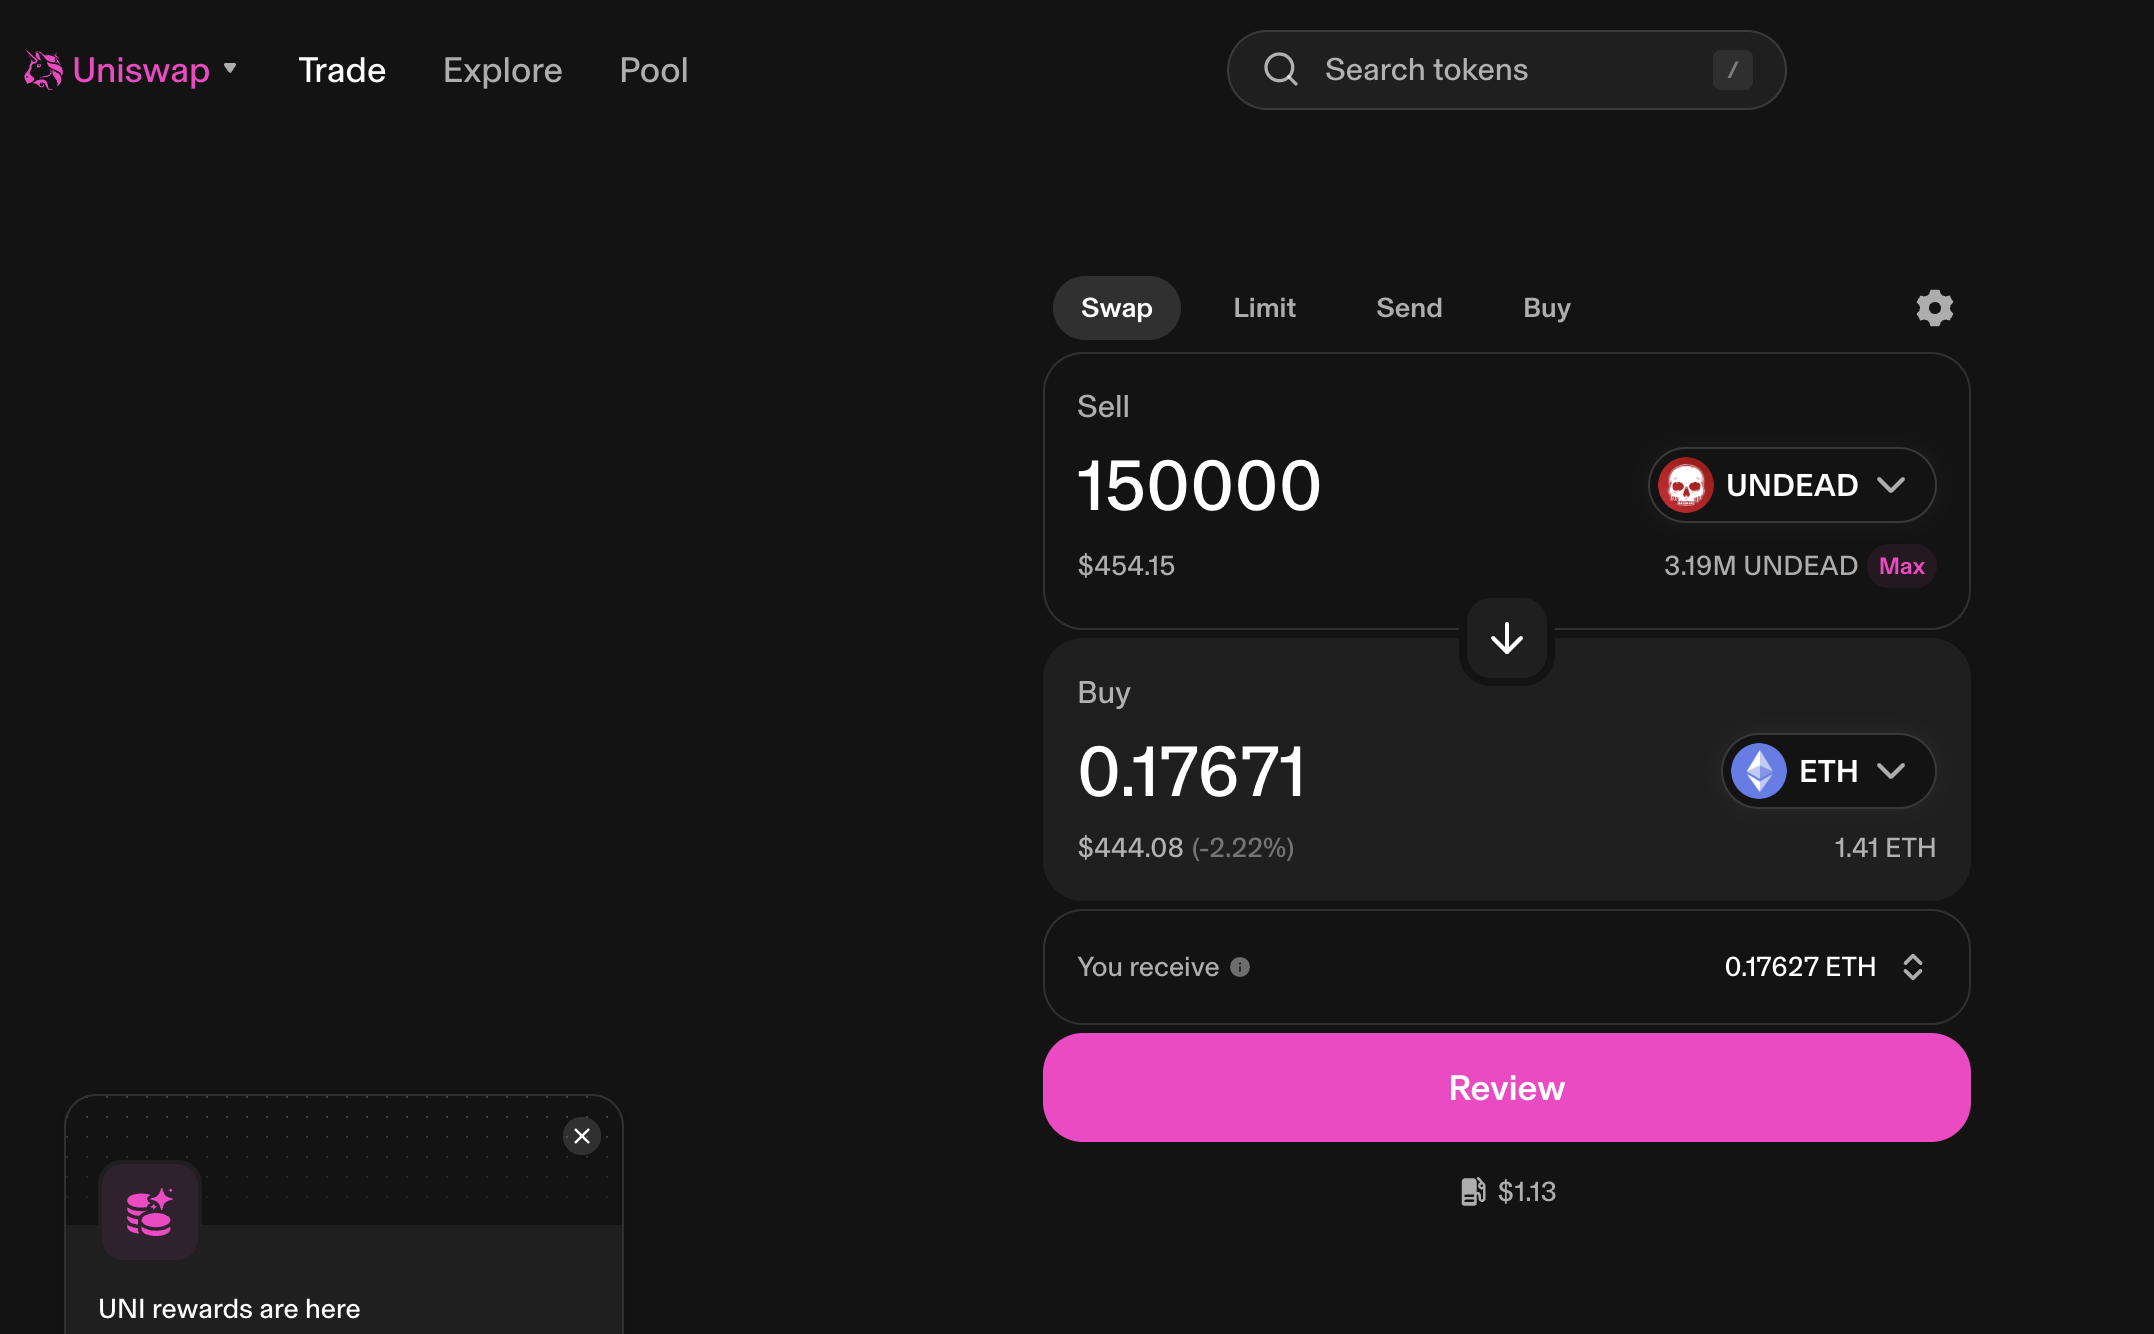 Uniswap
Trade
Explore
Pool
Search tokens
/
Swap
Limit
Send
Buy
Sell
150000
UNDEAD
$454.15
3.19M UNDEAD
Max
Buy
0.17671
ETH
$444.08 (-2.22%)
1.41 ETH
You receive
0.17627 ETH
Review
$1.13
UNI rewards are here